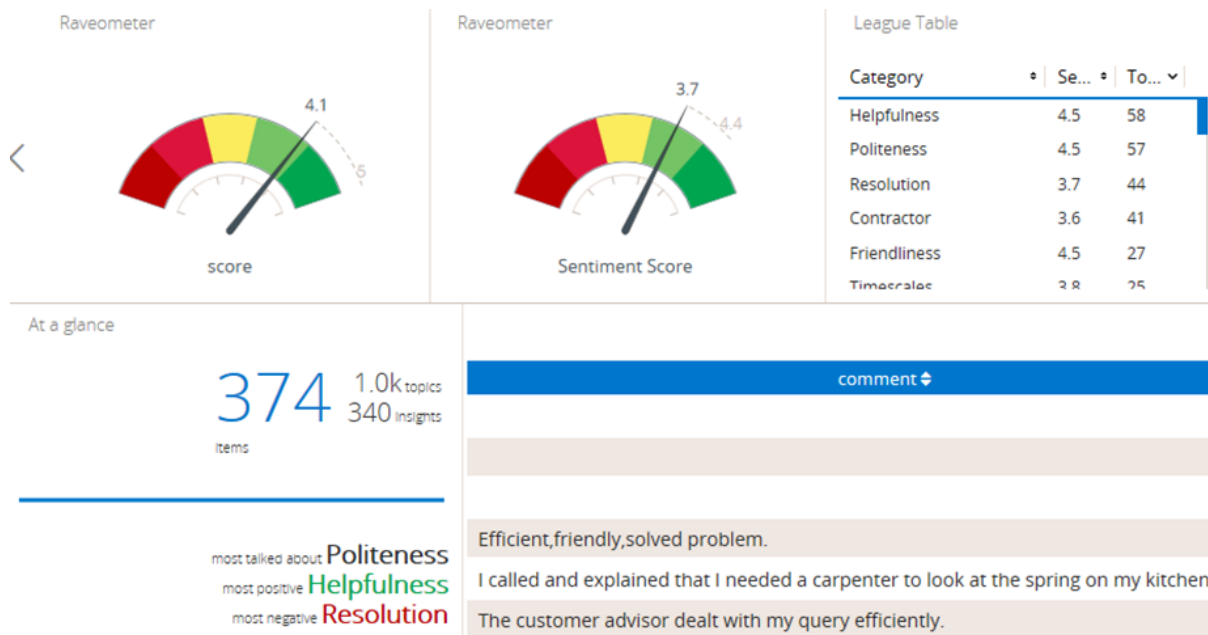 Raveometer
4.1
5
score
Raveometer
3.7
4.4
Sentiment Score
League Table
Category Se... To...
Helpfulness 4.5 58
Politeness 4.5 57
Resolution 3.7 44
Contractor 3.6 41
Friendliness 4.5 27
Timescales 3.8 25
At a glance
374 items
1.0k topics
340 insights
most talked about Politeness
most positive Helpfulness
most negative Resolution
comment
Efficient,friendly,solved problem.
I called and explained that I needed a carpenter to look at the spring on my kitchen
The customer advisor dealt with my query efficiently.